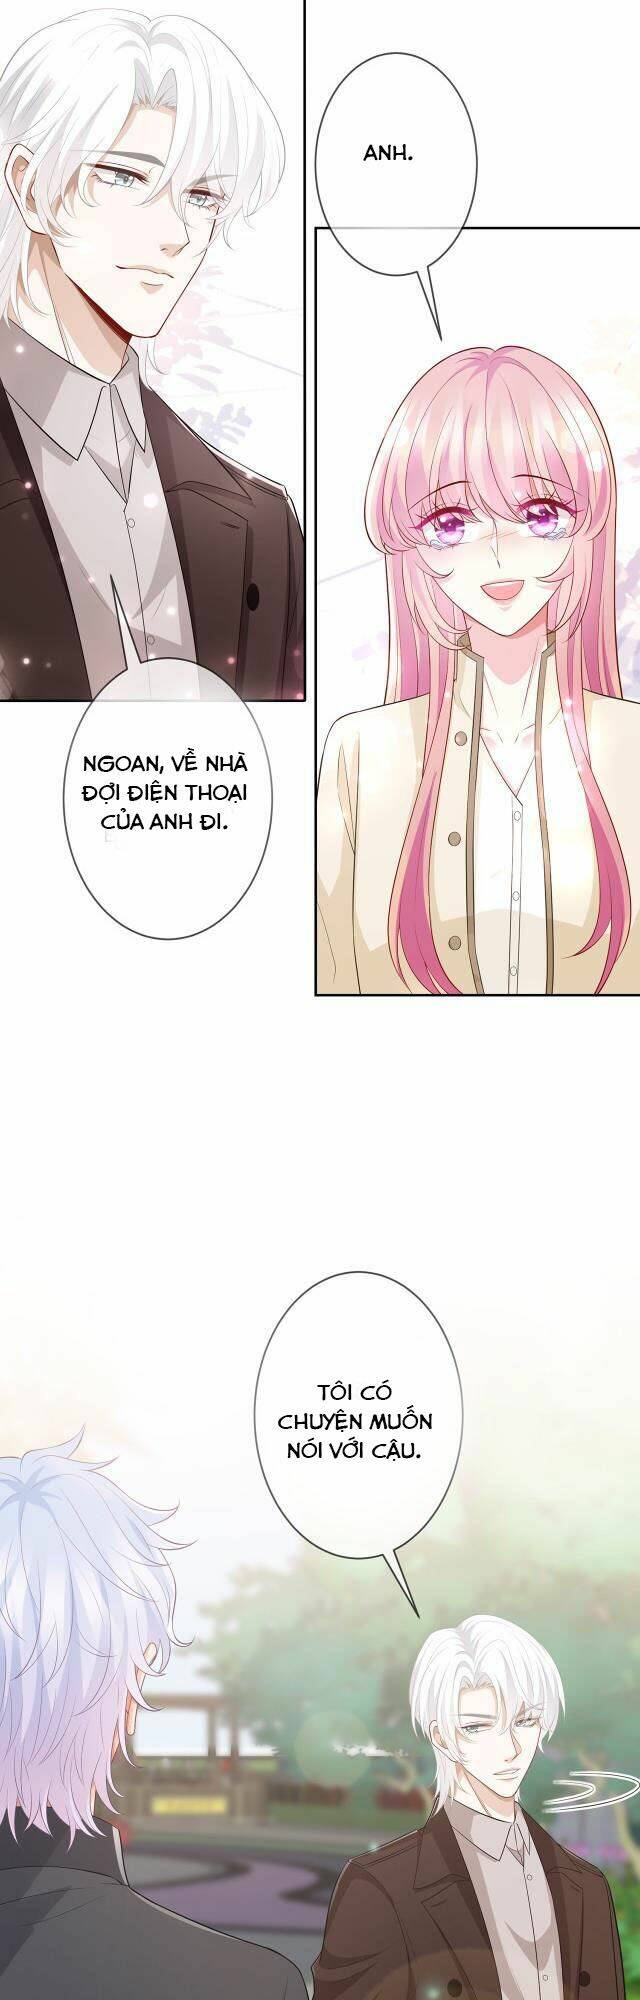 ANH.
NGOAN, VỀ NHÀ
ĐỢI ĐIỆN THOẠI
CỦA ANH ĐI.
TÔI CÓ
CHUYỆN MUỐN
NÓI VỚI CẬU.